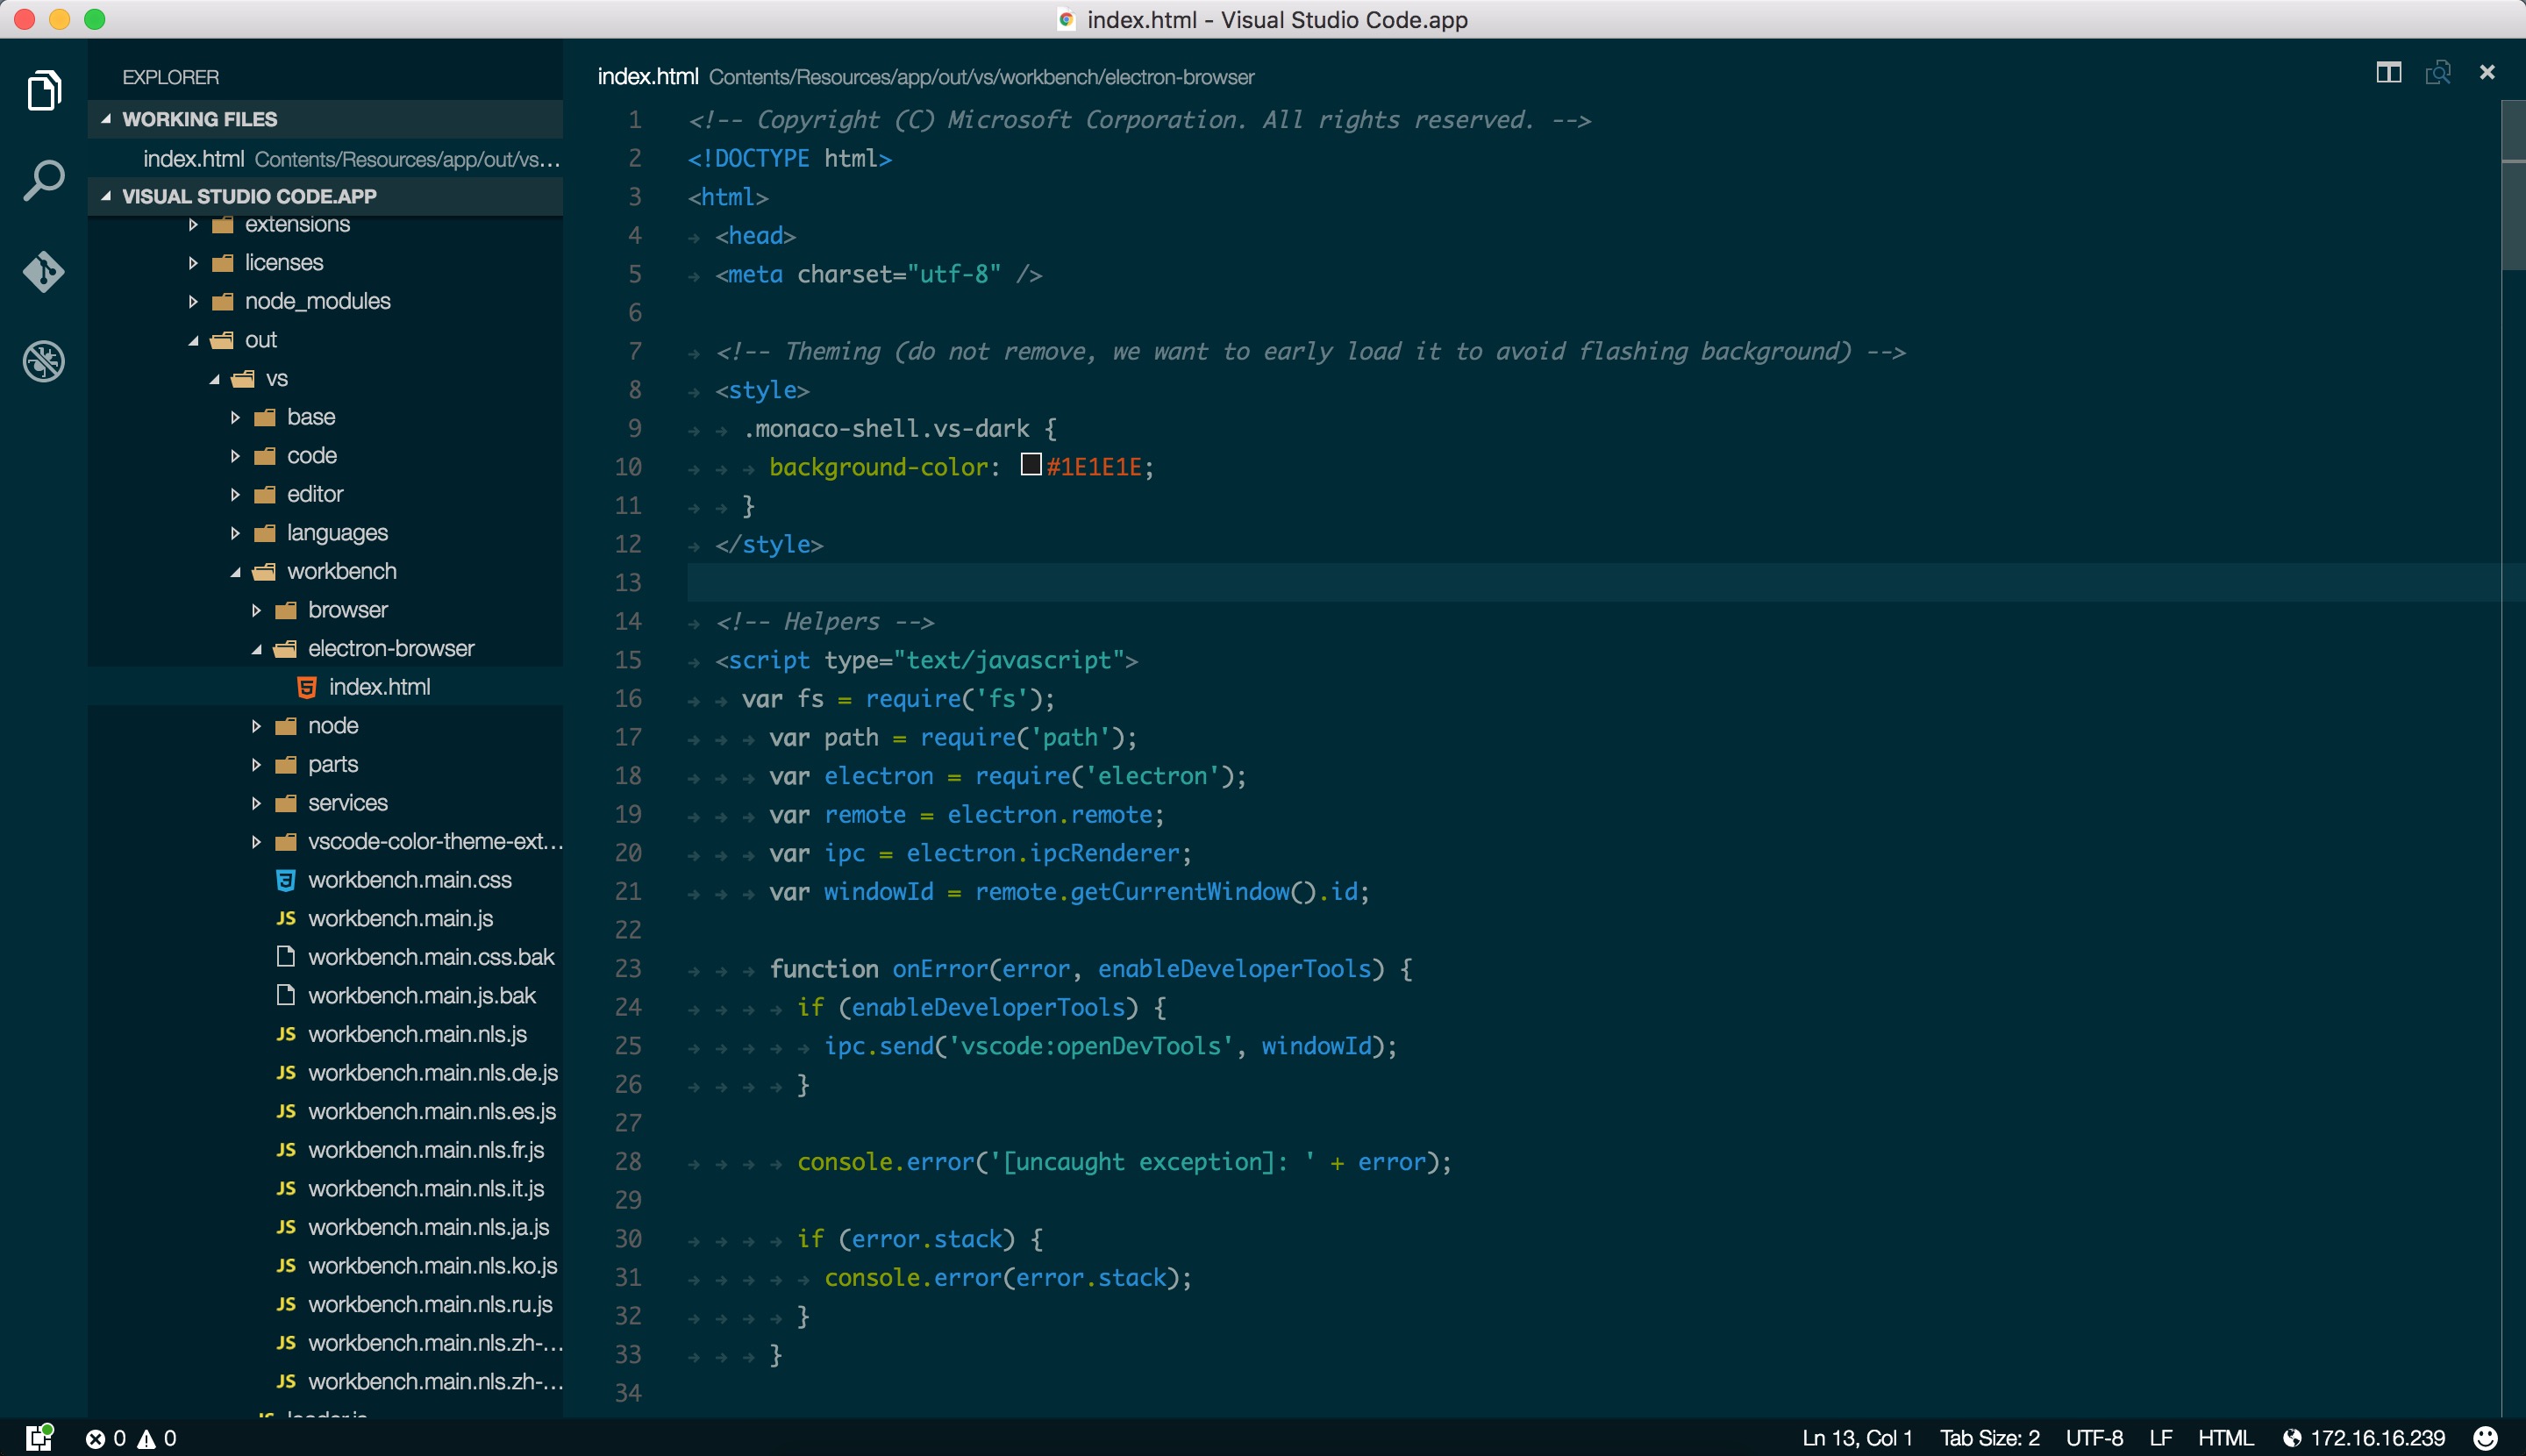 index.html - Visual Studio Code.app
EXPLORER
WORKING FILES
index.html Contents/Resources/app/out/vs...
VISUAL STUDIO CODE.APP
extensions
licenses
node_modules
out
vs
base
code
editor
languages
workbench
browser
electron-browser
index.html
node
parts
services
vscode-color-theme-ext...
workbench.main.css
JS workbench.main.js
workbench.main.css.bak
workbench.main.js.bak
JS workbench.main.nls.js
JS workbench.main.nls.de.js
JS workbench.main.nls.es.js
JS workbench.main.nls.fr.js
JS workbench.main.nls.it.js
JS workbench.main.nls.ja.js
JS workbench.main.nls.ko.js
JS workbench.main.nls.ru.js
JS workbench.main.nls.zh-...
JS workbench.main.nls.zh-...
index.html Contents/Resources/app/out/vs/workbench/electron-browser
1 <!-- Copyright (C) Microsoft Corporation. All rights reserved. -->
2 <!DOCTYPE html>
3 <html>
4 <head>
5 <meta charset="utf-8" />
6
7 <!-- Theming (do not remove, we want to early load it to avoid flashing background) -->
8 <style>
9 .monaco-shell.vs-dark {
10 background-color: #1E1E1E;
11 }
12 </style>
13
14 <!-- Helpers -->
15 <script type="text/javascript">
16 var fs = require('fs');
17 var path = require('path');
18 var electron = require('electron');
19 var remote = electron.remote;
20 var ipc = electron.ipcRenderer;
21 var windowId = remote.getCurrentWindow().id;
22
23 function onError(error, enableDeveloperTools) {
24 if (enableDeveloperTools) {
25 ipc.send('vscode:openDevTools', windowId);
26 }
27
28 console.error('[uncaught exception]: ' + error);
29
30 if (error.stack) {
31 console.error(error.stack);
32 }
33 }
34
0 0
Ln 13, Col 1 Tab Size: 2 UTF-8 LF HTML 172.16.16.239